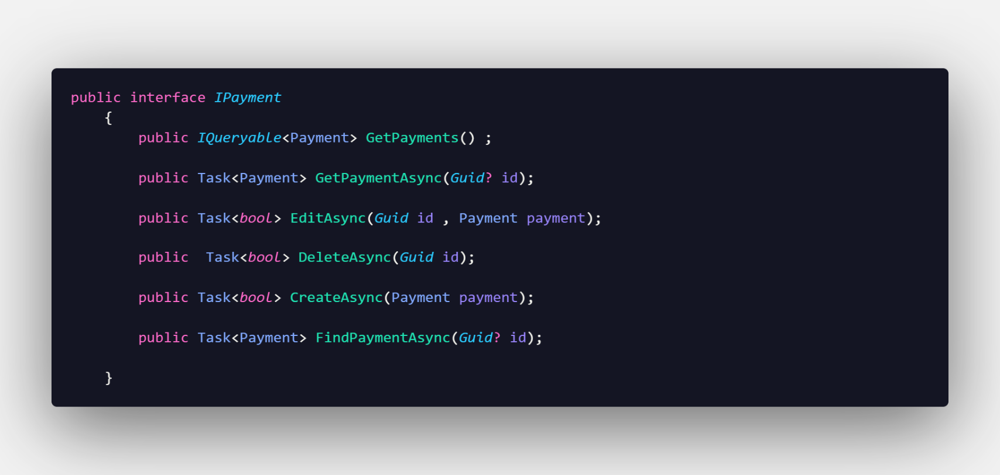 public interface IPayment
    {
        public IQueryable<Payment> GetPayments() ;
        public Task<Payment> GetPaymentAsync(Guid? id);
        public Task<bool> EditAsync(Guid id , Payment payment);
        public  Task<bool> DeleteAsync(Guid id);
        public Task<bool> CreateAsync(Payment payment);
        public Task<Payment> FindPaymentAsync(Guid? id);
    }